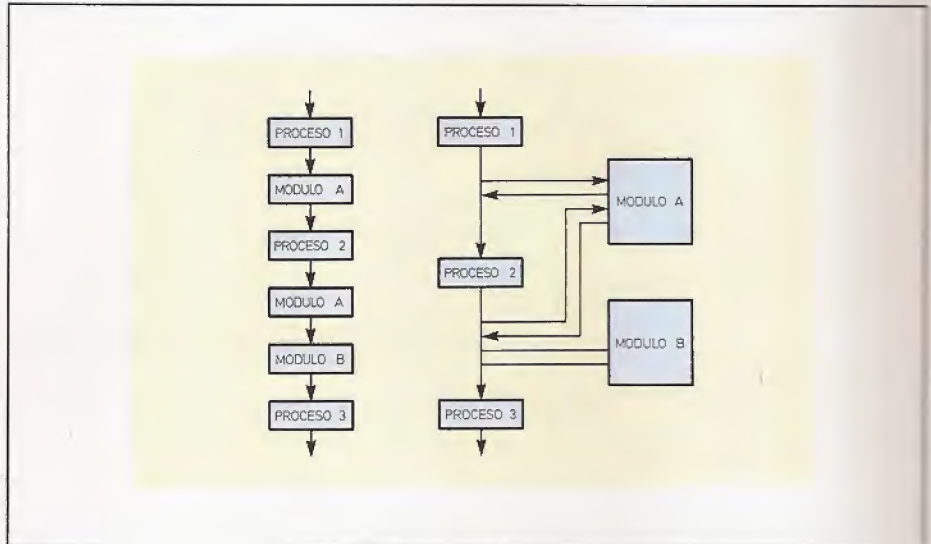 PROCESO 1
MODULO A
PROCESO 2
MODULO A
MODULO B
PROCESO 3
PROCESO 1
PROCESO 2
PROCESO 3
MODULO A
MODULO B